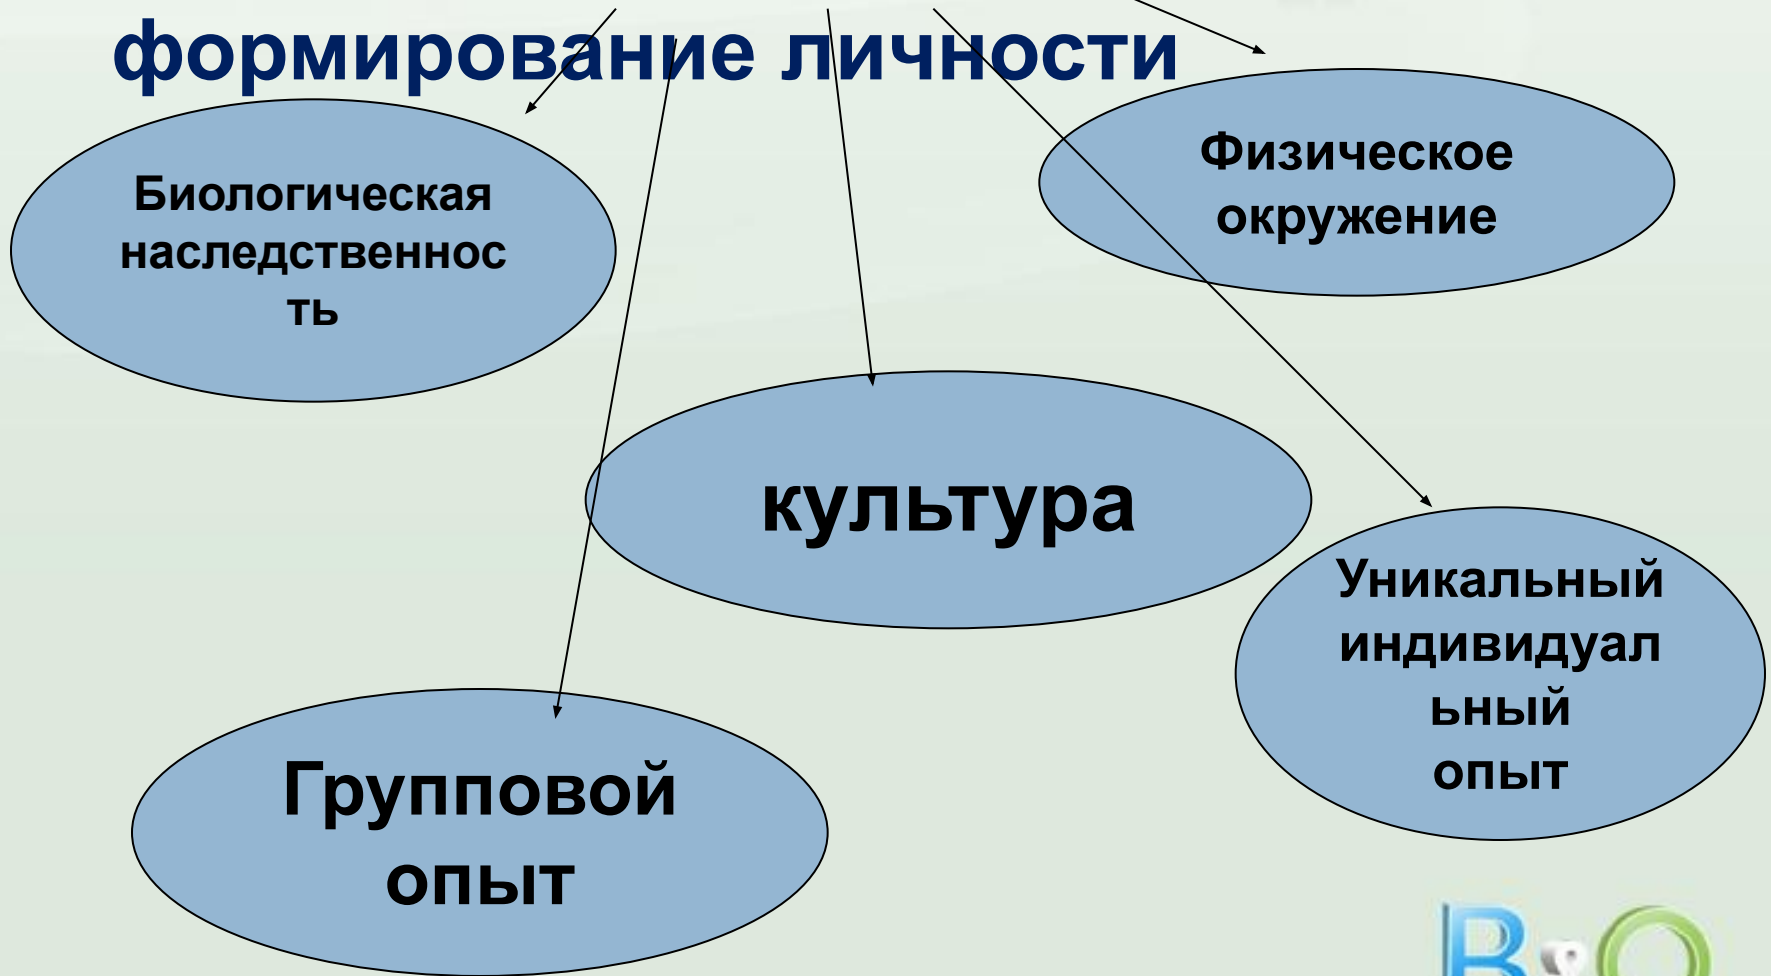 формирование личности
Биологическая
наследственнос
ть
Физическое
окружение
культура
Уникальный
индивидуал
ьный
опыт
Групповой
опыт